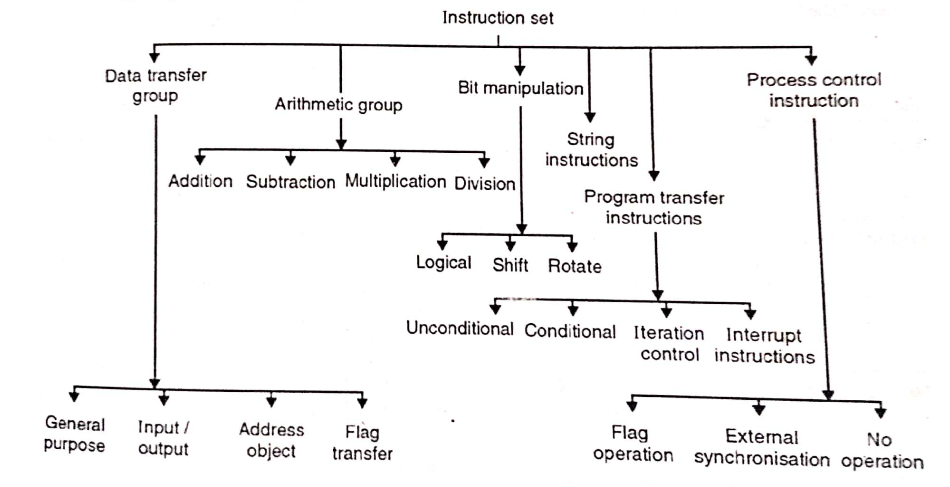 Instruction set
Data transfer
group
Arithmetic group
Bit manipulation
String
instructions
Program transfer
instructions
Process control
instruction
Addition
Subtraction
Multiplication
Division
Logical
Shift
Rotate
Unconditional
Conditional
Iteration
control
Interrupt
instructions
General
purpose
Input /
output
Address
object
Flag
transfer
Flag
operation
External
synchronisation
No
operation